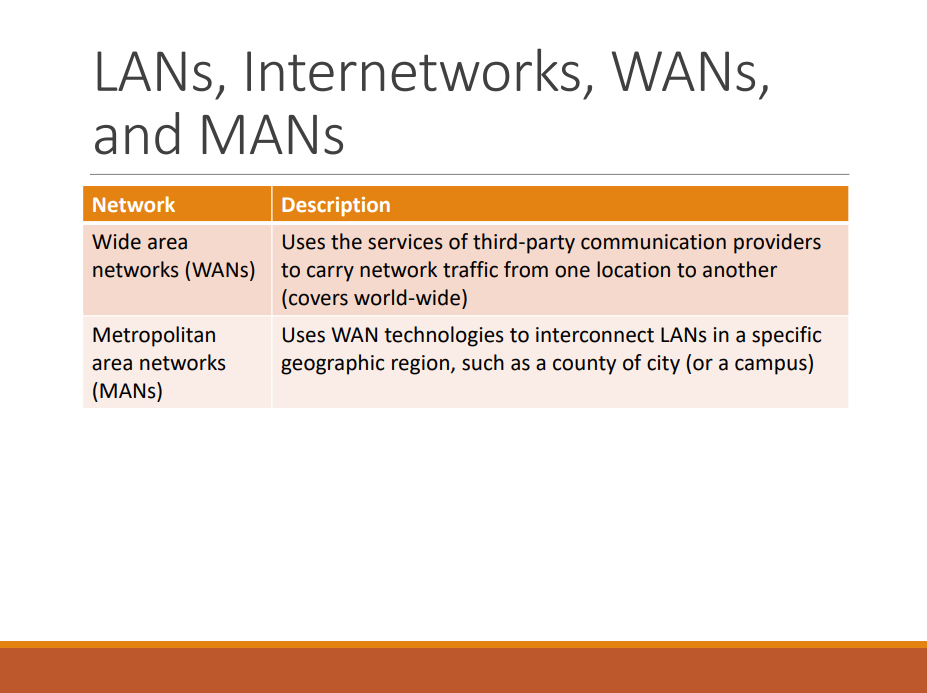 LANs, Internetworks, WANs,
and MANs
Network
Description
Wide area
networks (WANs)
Uses the services of third-party communication providers
to carry network traffic from one location to another
(covers world-wide)
Metropolitan
area networks
(MANs)
Uses WAN technologies to interconnect LANs in a specific
geographic region, such as a county of city (or a campus)